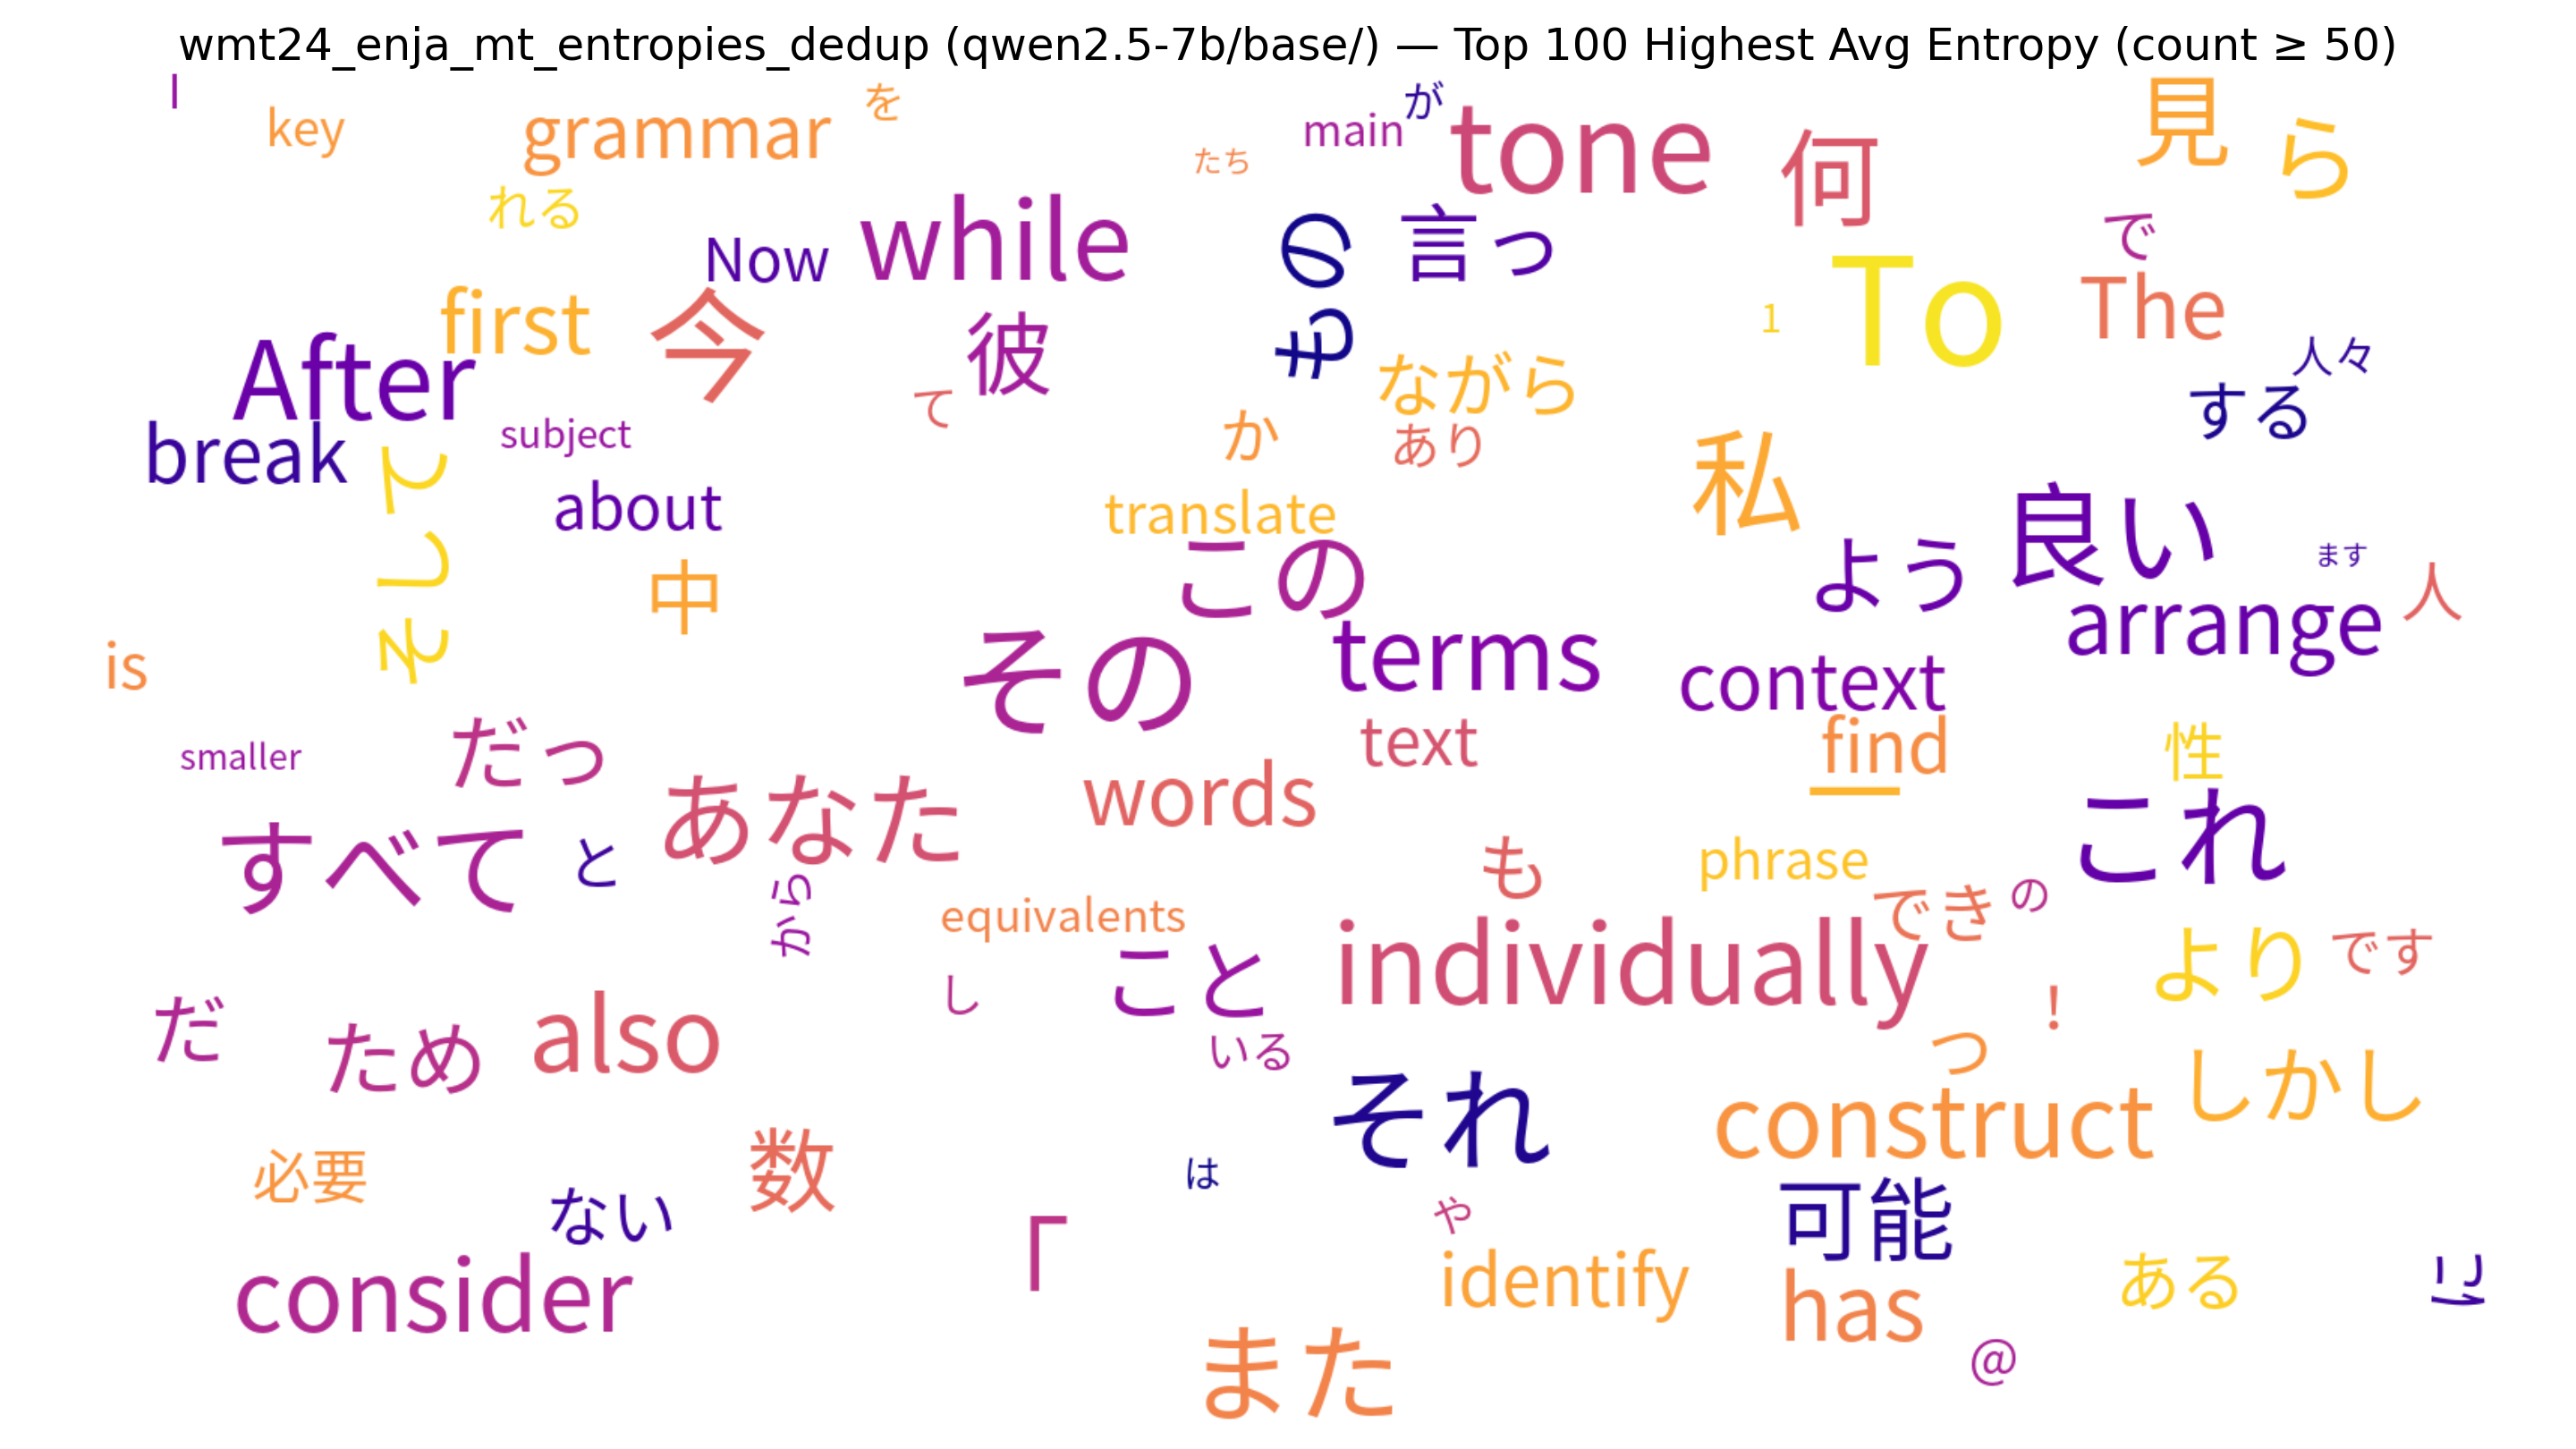 wmt24_enja_mt_entropies_dedup (qwen2.5-7b/base/) — Top 100 Highest Avg Entropy (count ≥ 50)
key
grammar
を
main
が
tone
何
見
ら
たち
れる
Now
while
もの
言っ
で
To
The
1
first
今
彼
人々
After
て
ながら
する
break
subject
か
あり
そして
about
translate
私
良い
ます
中
この
よう
arrange
人
is
その
terms
context
smaller
だっ
text
find
性
words
一
すべて
と
あなた
も
phrase
これ
から
equivalents
でき
の
individually
より
です
こと
し
だ
ため
also
いる
!
っ
しかし
それ
construct
必要
数
は
ない
「
や
可能
consider
identify
has
ある
に
また
@